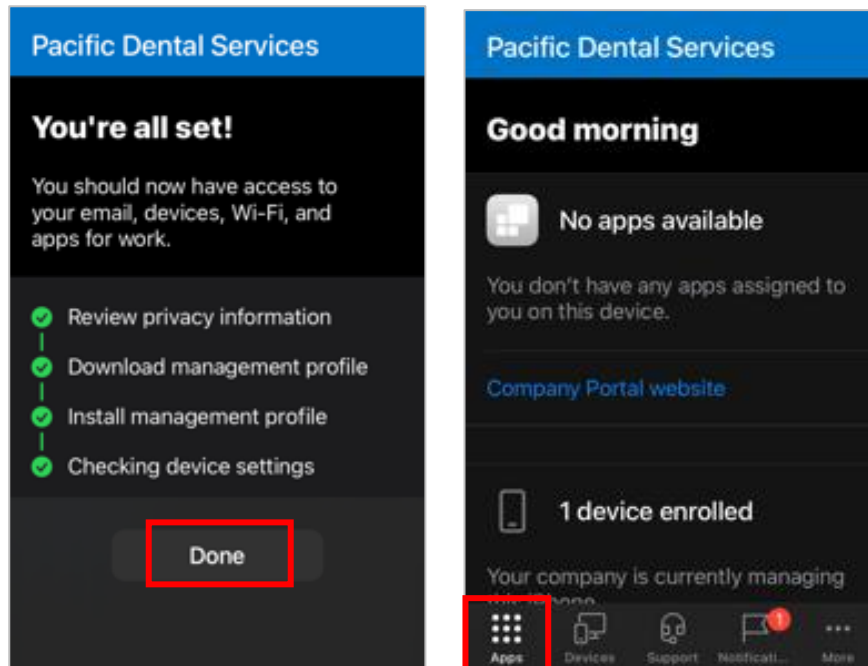 Pacific Dental Services
You're all set!
You should now have access to
your email, devices, Wi-Fi, and
apps for work.
Review privacy information
Download management profile
Install management profile
Checking device settings
Done
Pacific Dental Services
Good morning
No apps available
You don't have any apps assigned to
you on this device.
Company Portal website
1 device enrolled
Your company is currently managing
this iPhone.
1
Apps Devices Support Notificati... More